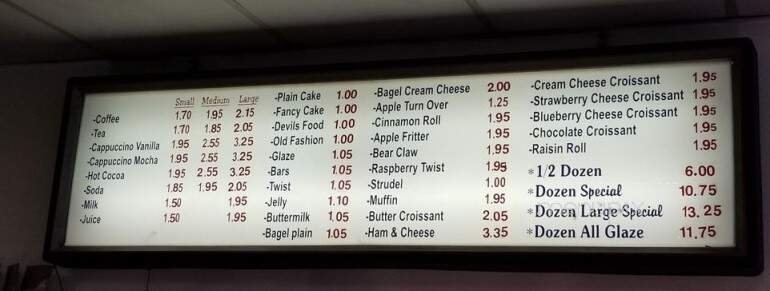 Small Medium Large
-Coffee 1.70 1.95 2.15
-Tea 1.70 1.85 2.05
-Cappuccino Vanilla 1.95 2.55 3.25
-Cappuccino Mocha 1.95 2.55 3.25
-Hot Cocoa 1.95 2.55 3.25
-Soda 1.85 1.95 2.05
-Milk 1.50 1.95
-Juice 1.50 1.95
-Plain Cake 1.00
-Fancy Cake 1.00
-Devils Food 1.00
-Old Fashion 1.00
-Glaze 1.05
-Bars 1.05
-Twist 1.05
-Jelly 1.10
-Buttermilk 1.05
-Bagel plain 1.05
-Bagel Cream Cheese 2.00
-Apple Turn Over 1.25
-Cinnamon Roll 1.95
-Apple Fritter 1.95
-Bear Claw 1.95
-Raspberry Twist 1.95
-Strudel 1.00
-Muffin 1.95
-Butter Croissant 2.05
-Ham & Cheese 3.35
-Cream Cheese Croissant 1.95
-Strawberry Cheese Croissant 1.95
-Blueberry Cheese Croissant 1.95
-Chocolate Croissant 1.95
-Raisin Roll 1.95
*1/2 Dozen 6.00
*Dozen Special 10.75
*Dozen Large Special 13.25
*Dozen All Glaze 11.75